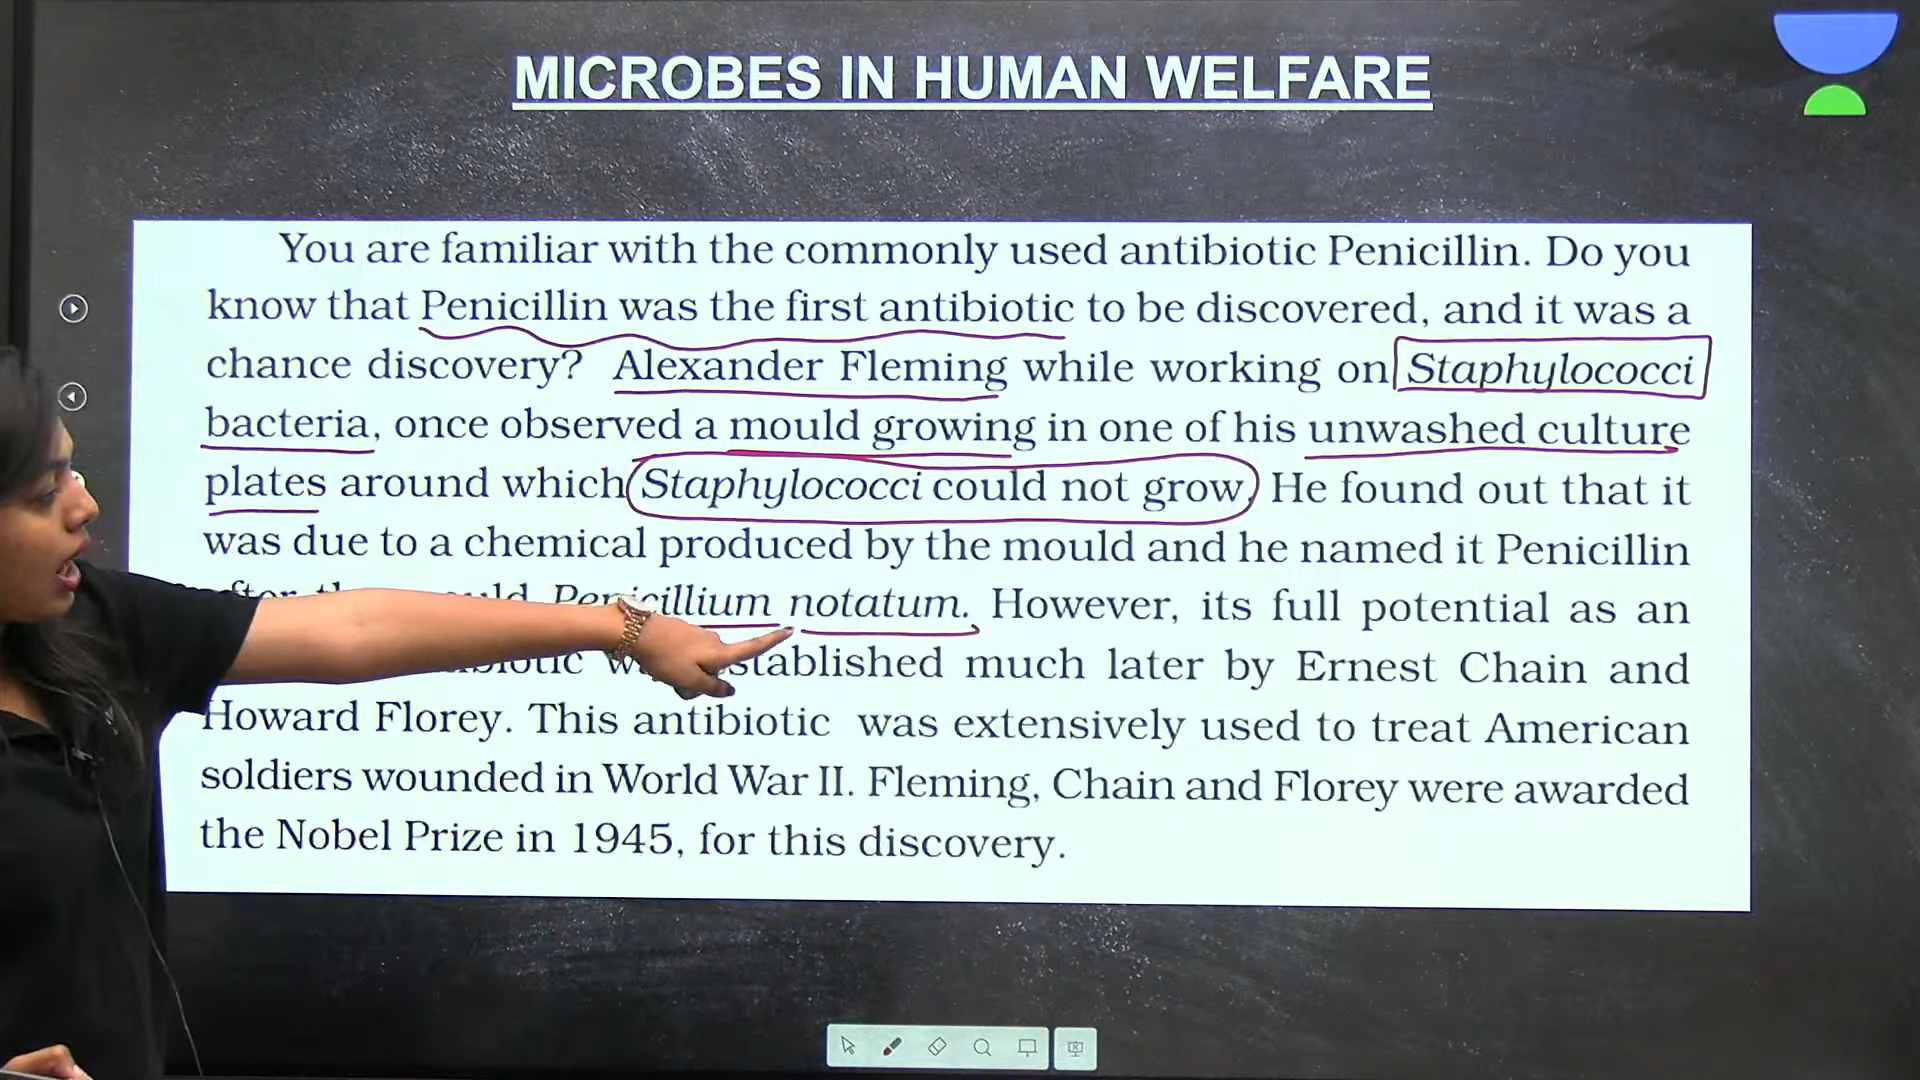 MICROBES IN HUMAN WELFARE
You are familiar with the commonly used antibiotic Penicillin. Do you
know that Penicillin was the first antibiotic to be discovered, and it was a
chance discovery? Alexander Fleming while working on Staphylococci
bacteria, once observed a mould growing in one of his unwashed culture
plates around which Staphylococci could not grow. He found out that it
was due to a chemical produced by the mould and he named it Penicillin
Penicillium notatum. However, its full potential as an
established much later by Ernest Chain and
Howard Florey. This antibiotic was extensively used to treat American
soldiers wounded in World War II. Fleming, Chain and Florey were awarded
the Nobel Prize in 1945, for this discovery.